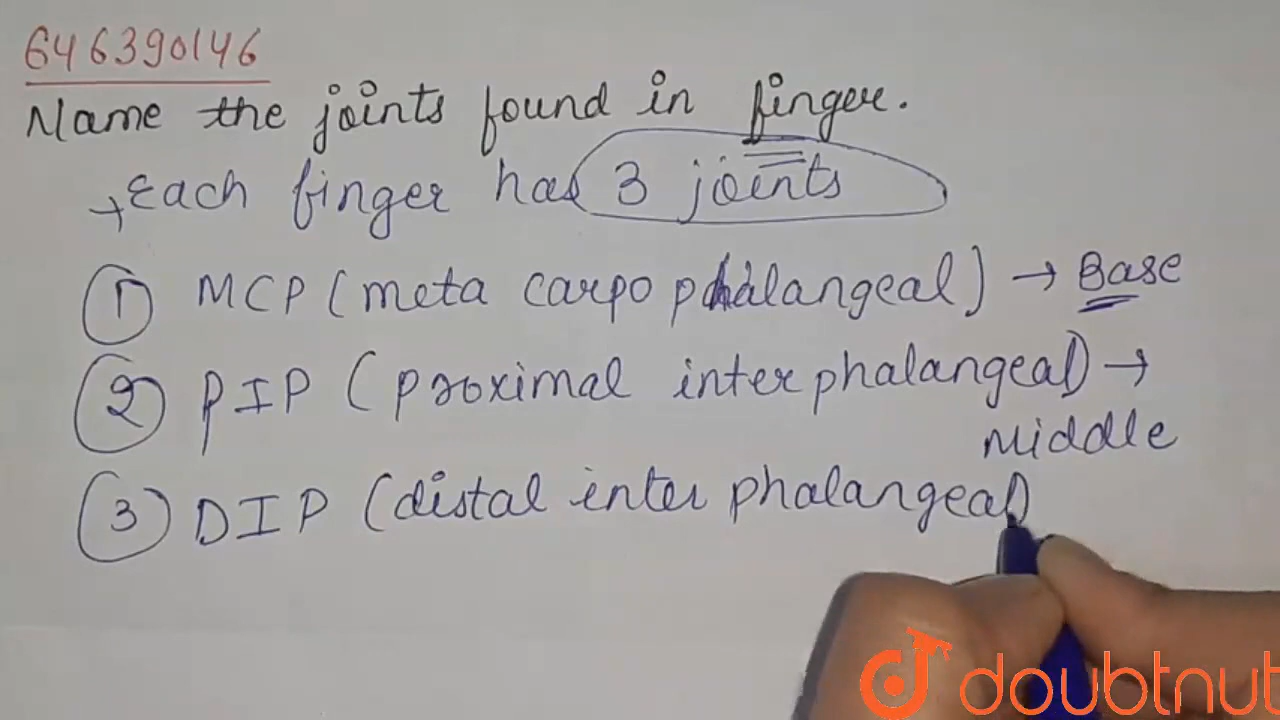 646390146
Name the joints found in finger.
→ Each finger has 3 joints
① MCP (meta carpo phalangeal) → Base
② PIP (proximal inter phalangeal) →
Middle
③ DIP (distal inter phalangeal)
doubtnut